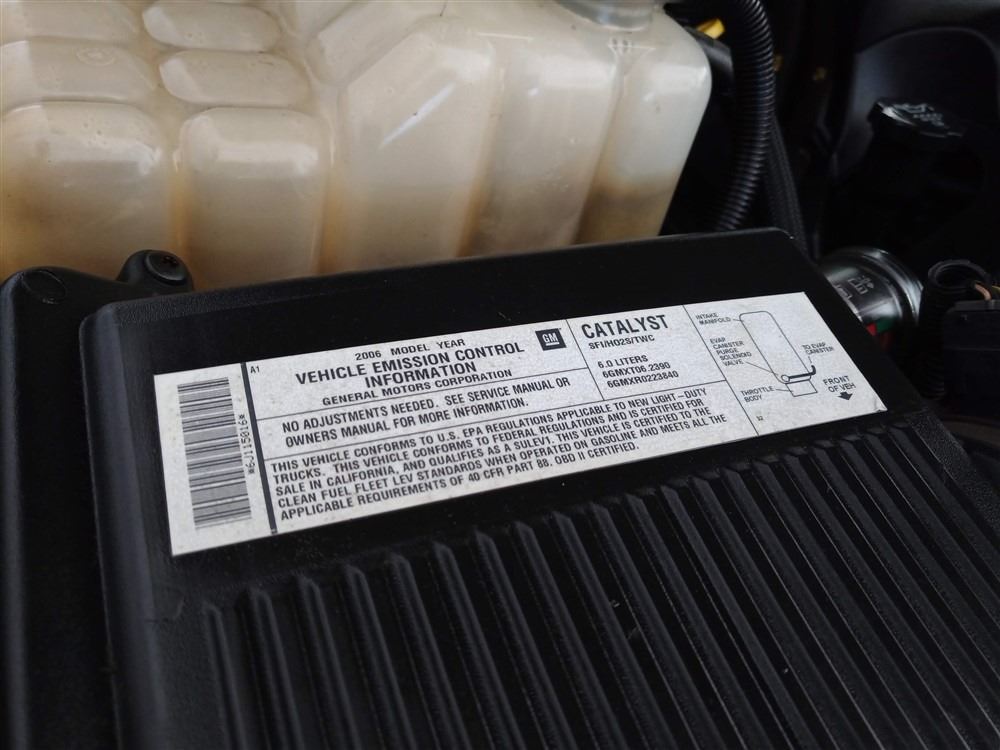 *6J115016*
A1
2006 MODEL YEAR
VEHICLE EMISSION CONTROL
INFORMATION
GENERAL MOTORS CORPORATION
GM
NO ADJUSTMENTS NEEDED. SEE SERVICE MANUAL OR
OWNERS MANUAL FOR MORE INFORMATION.
CATALYST
SFI/HO2S/TWC
6.0 LITERS
6GMXT06.2390
6GMXR0223840
THIS VEHICLE CONFORMS TO U.S. EPA REGULATIONS APPLICABLE TO NEW LIGHT-DUTY
TRUCKS. THIS VEHICLE CONFORMS TO FEDERAL REGULATIONS AND IS CERTIFIED FOR
SALE IN CALIFORNIA, AND QUALIFIES AS A SULEV1. THIS VEHICLE IS CERTIFIED TO THE
CLEAN FUEL FLEET LEV STANDARDS WHEN OPERATED ON GASOLINE AND MEETS ALL THE
APPLICABLE REQUIREMENTS OF 40 CFR PART 88. OBD II CERTIFIED.
INTAKE
MANIFOLD
EVAP
CANISTER
PURGE
SOLENOID
VALVE
TO EVAP
CANISTER
THROTTLE
BODY
FRONT
OF VEH